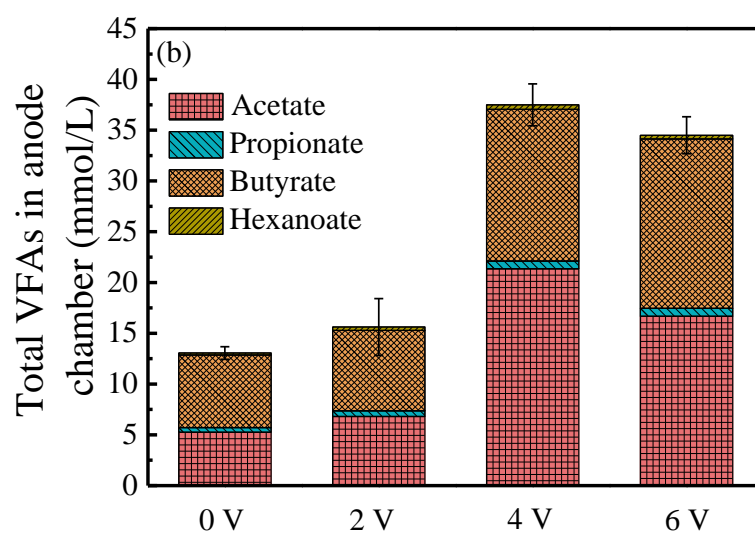 Total VFAs in anode
chamber (mmol/L)
45
40
35
30
25
20
15
10
5
0
(b)
Acetate
Propionate
Butyrate
Hexanoate
0 V
2 V
4 V
6 V